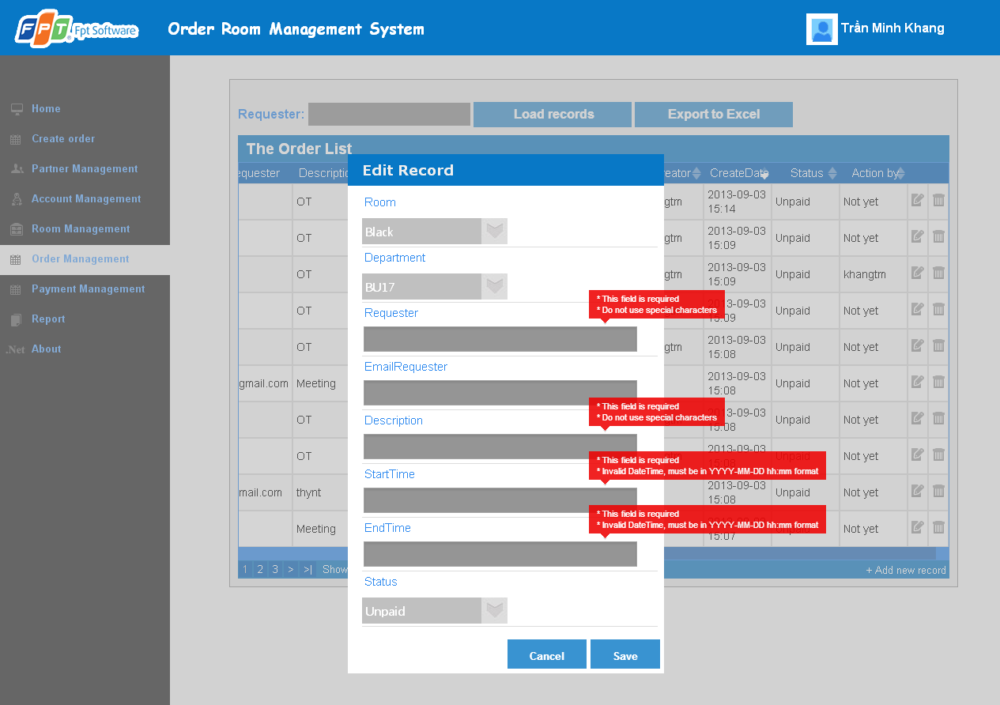 FPT Fpt Software
Order Room Management System
Trần Minh Khang
Home
Create order
Partner Management
Account Management
Room Management
Order Management
Payment Management
Report
.Net About
Requester:
Load records
Export to Excel
The Order List
equester Descriptio eator CreateDate Status Action by
OT gtm 2013-09-03 15:14 Unpaid Not yet
OT 2013-09-03 15:09 Unpaid Not yet
OT gtm 2013-09-03 15:09 Unpaid khangtm
OT 2013-09-03 15:09 Unpaid Not yet
OT gtm 2013-09-03 15:08 Unpaid Not yet
gmail.com Meeting 2013-09-03 15:08 Unpaid Not yet
OT 2013-09-03 15:08 Unpaid Not yet
OT 2013-09-03 15:08 Unpaid Not yet
mail.com thynt 2013-09-03 15:08 Unpaid Not yet
Meeting 15:07 Unpaid Not yet
1 2 3 > >| Show
+ Add new record
Edit Record
Room
Black
Department
BU17
Requester
* This field is required
* Do not use special characters
EmailRequester
Description
* This field is required
* Do not use special characters
StartTime
* This field is required
* Invalid DateTime, must be in YYYY-MM-DD hh:mm format
EndTime
* This field is required
* Invalid DateTime, must be in YYYY-MM-DD hh:mm format
Status
Unpaid
Cancel
Save